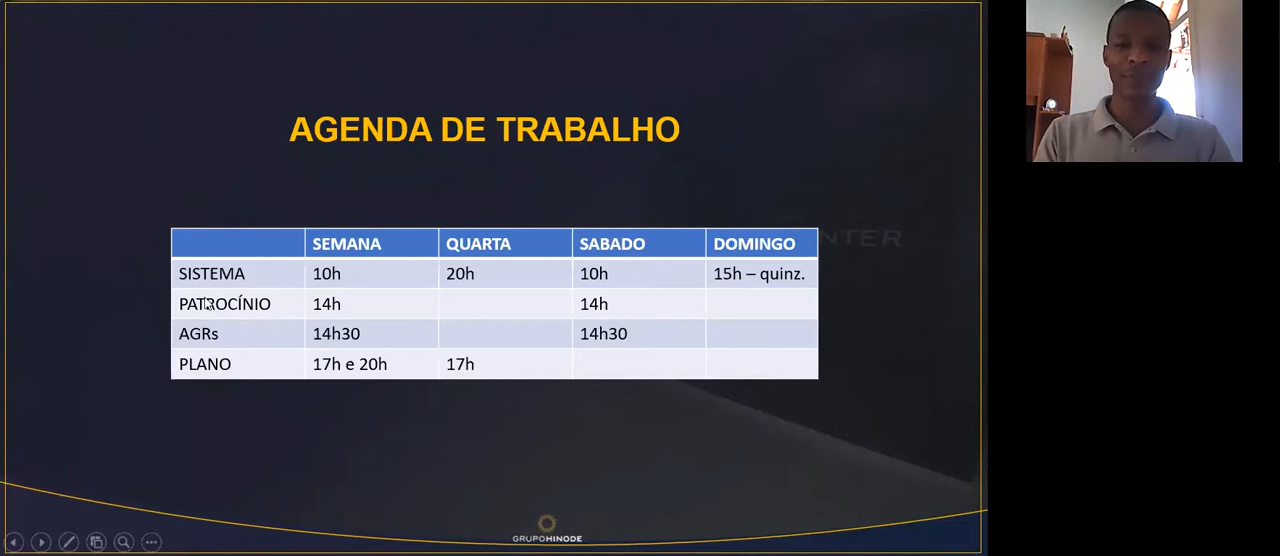 AGENDA DE TRABALHO
SEMANA QUARTA SABADO DOMINGO
SISTEMA 10h 20h 10h 15h – quinz.
PATROCÍNIO 14h 14h
AGRs 14h30 14h30
PLANO 17h e 20h 17h
GRUPOHINODE